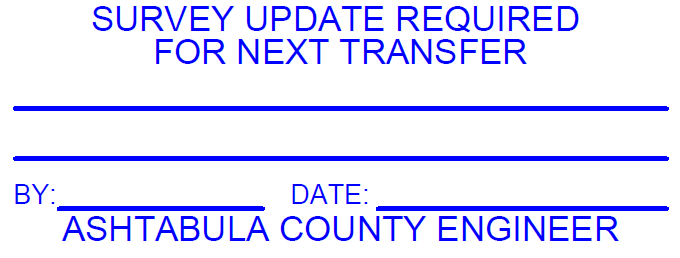 SURVEY UPDATE REQUIRED
FOR NEXT TRANSFER
BY: DATE:
ASHTABULA COUNTY ENGINEER